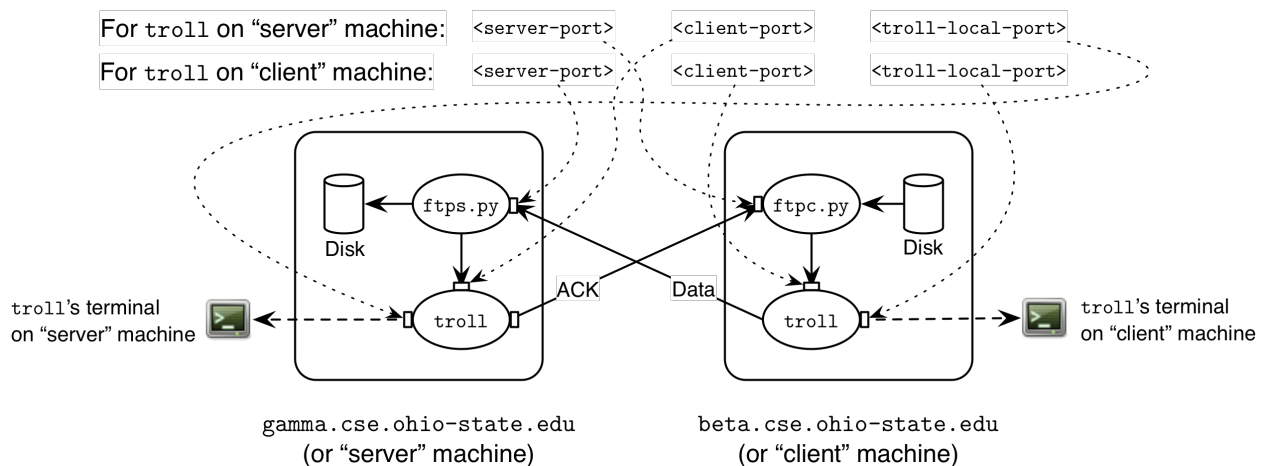 For troll on “server” machine: <server-port> <client-port> <troll-local-port>
For troll on “client” machine: <server-port> <client-port> <troll-local-port>
ftps.py
ftpc.py
Disk
Disk
ACK
Data
troll’s terminal
on “server” machine
troll
troll
troll’s terminal
on “client” machine
gamma.cse.ohio-state.edu
(or “server” machine)
beta.cse.ohio-state.edu
(or “client” machine)